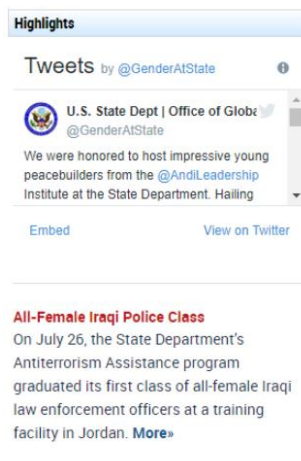 Highlights
Tweets by @GenderAtState
U.S. State Dept | Office of Globa
@GenderAtState
We were honored to host impressive young
peacebuilders from the @AndiLeadership
Institute at the State Department. Hailing
Embed View on Twitter
All-Female Iraqi Police Class
On July 26, the State Department's
Antiterrorism Assistance program
graduated its first class of all-female Iraqi
law enforcement officers at a training
facility in Jordan. More»